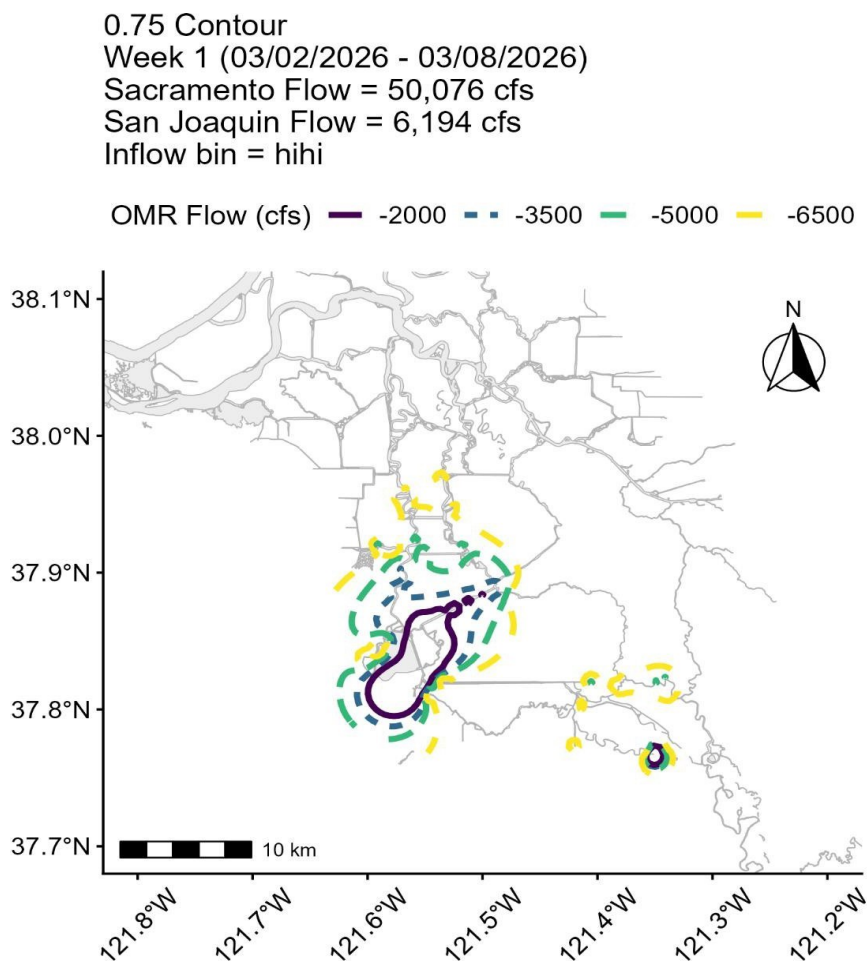 0.75 Contour
Week 1 (03/02/2026 - 03/08/2026)
Sacramento Flow = 50,076 cfs
San Joaquin Flow = 6,194 cfs
Inflow bin = hihi
OMR Flow (cfs) -2000 -3500 -5000 -6500
38.1°N
N
38.0°N
37.9°N
37.8°N
37.7°N
10 km
121.8°W 121.7°W 121.6°W 121.5°W 121.4°W 121.3°W 121.2°W